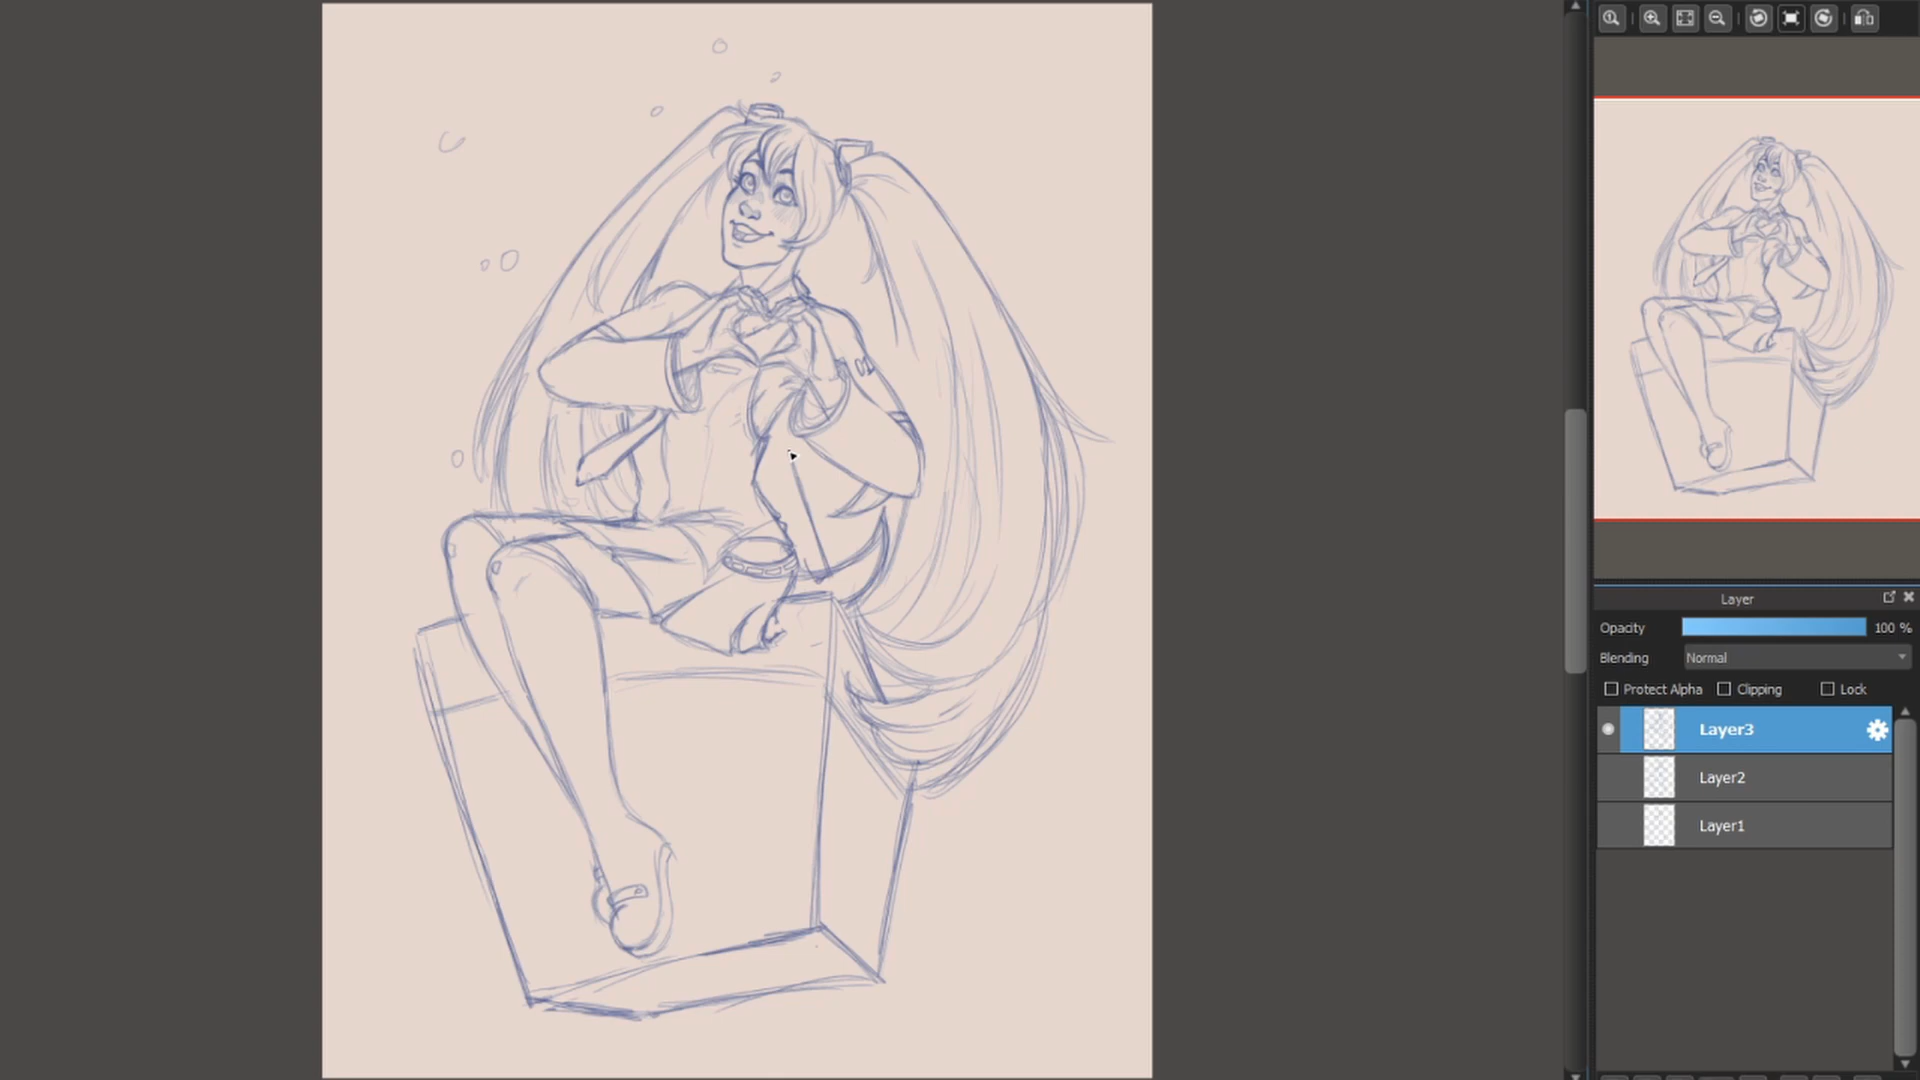 Layer
Opacity 100 %
Blending Normal
Protect Alpha Clipping Lock
Layer3
Layer2
Layer1